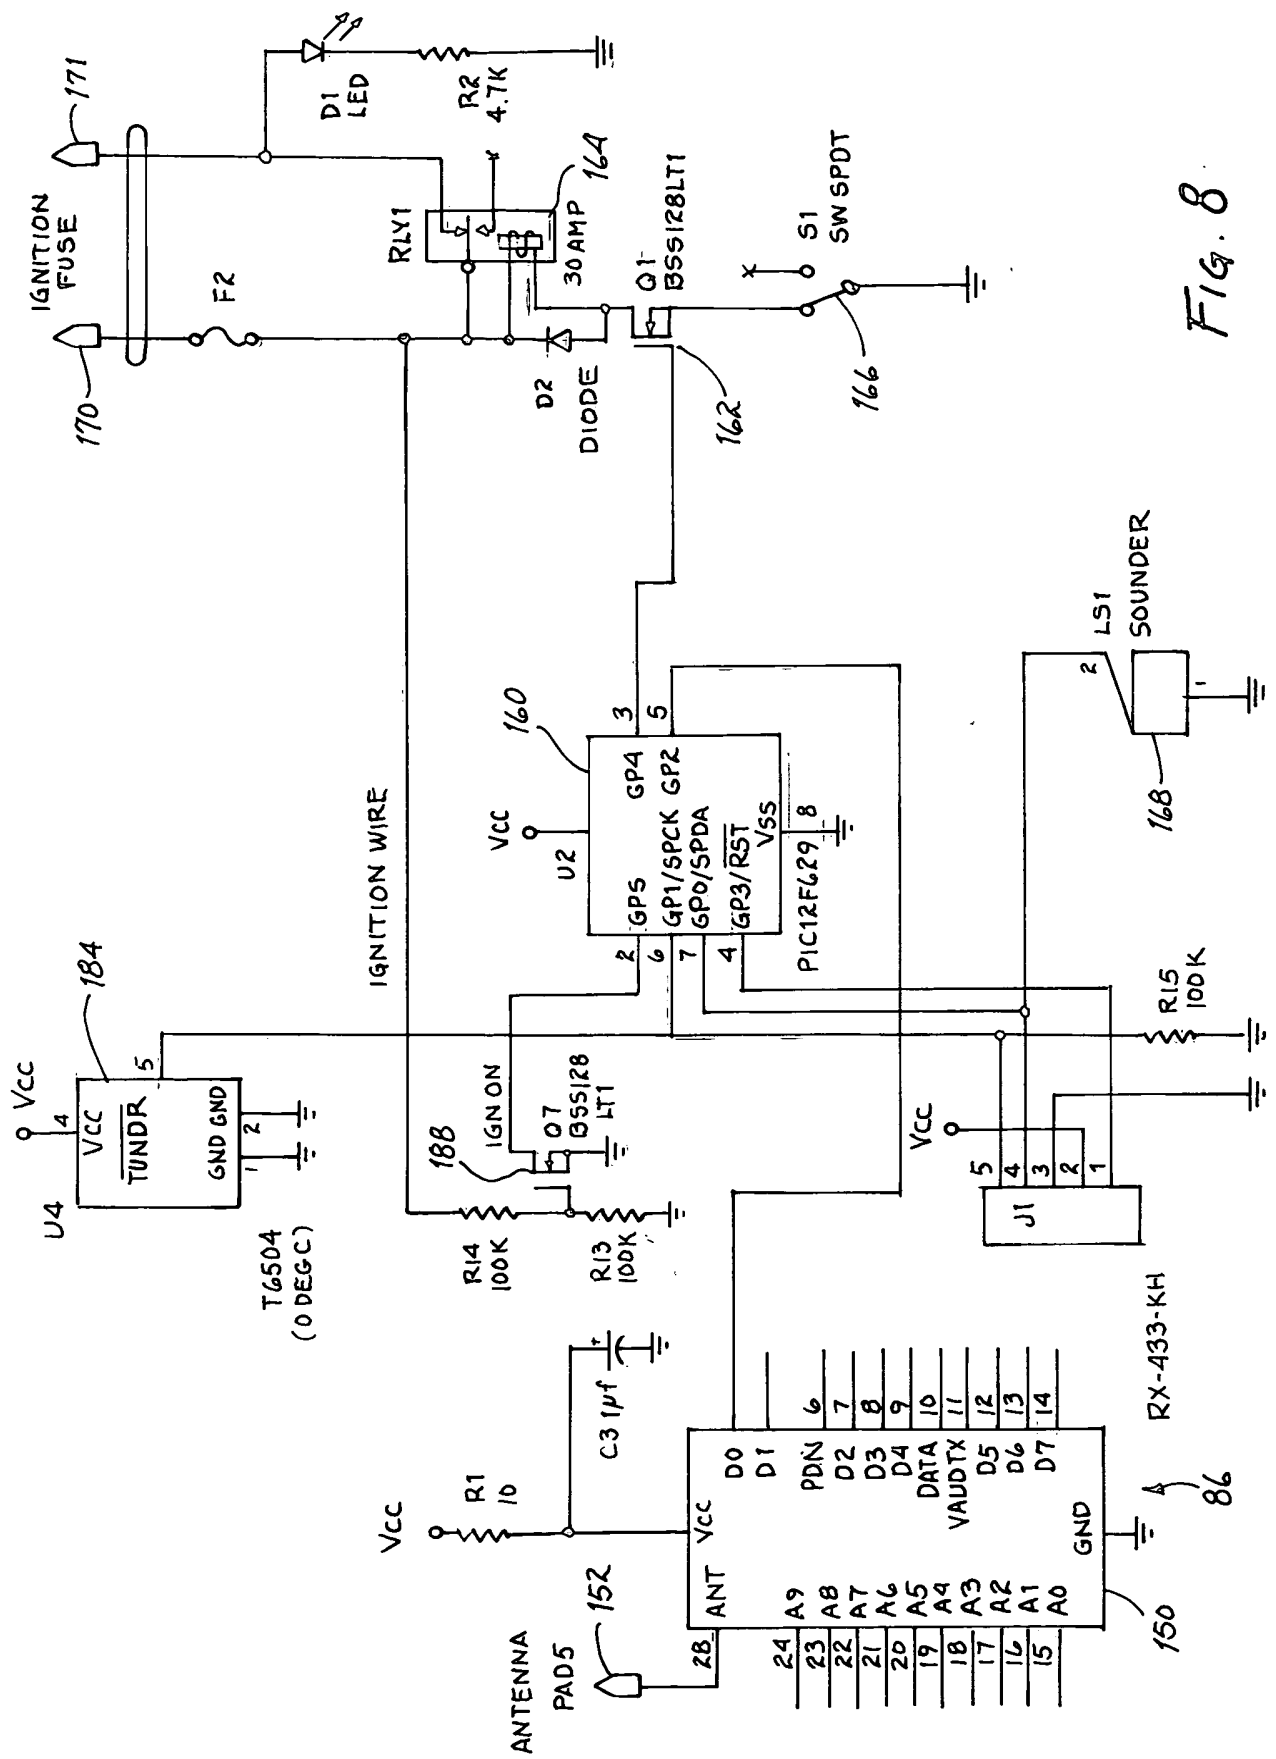 ANTENNA
PAD5
152
VCC
R1
10
C3 1µf
+
28
ANT
VCC
24 A9
23 A8
22 A7
21 A6
20 A5
19 A4
18 A3
17 A2
16 A1
15 A0
D0
D1
PDN 6
D2 7
D3 8
D4 9
DATA 10
VAUDTX 11
D5 12
D6 13
D7 14
GND
150
86
RX-433-KH
U4
VCC
4
VCC
TUNDR
5
GND GND
1 2
184
T6504
(0 DEGC)
IGNITION WIRE
R14
100K
R13
100K
188
IGN ON
Q7
BSS128
LT1
J1
5
4
3
2
1
VCC
R15
100K
VCC
U2
160
2 GP5
6 GP1/SPCK
7 GP0/SPDA
4 GP3/RST
GP4 3
GP2 5
VSS
8
PIC12F629
LS1
SOUNDER
2
1
168
IGNITION
FUSE
170
171
F2
D1
LED
R2
4.7K
RLY1
164
30 AMP
D2
DIODE
Q1
BSS128LT1
162
S1
SW SPDT
166
FIG. 8